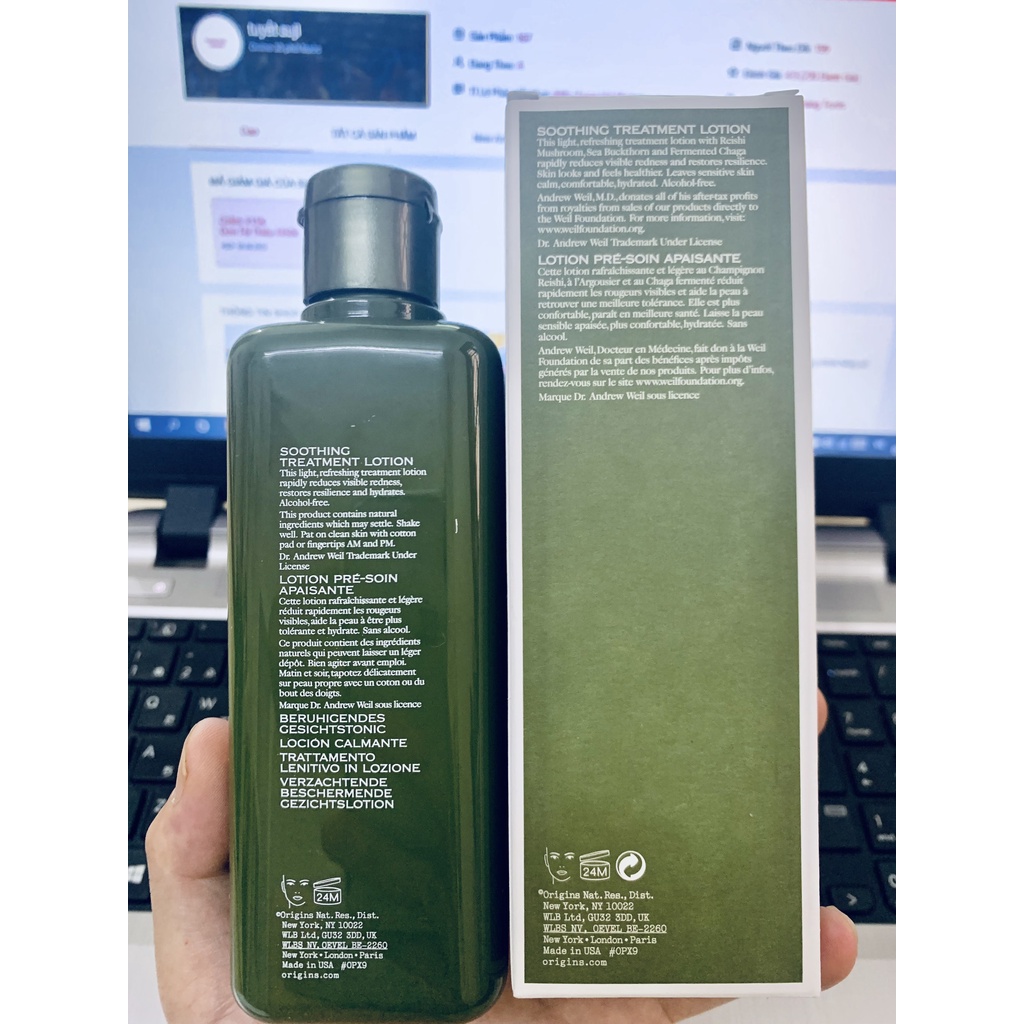 SOOTHING
TREATMENT LOTION
This light, refreshing treatment lotion
rapidly reduces visible redness,
restores resilience and hydrates.
Alcohol-free.
This product contains natural
ingredients which may settle. Shake
well. Pat on clean skin with cotton
pad or fingertips AM and PM.
Dr. Andrew Weil Trademark Under
License
LOTION PRÉ-SOIN
APAISANTE
Cette lotion rafraîchissante et légère
réduit rapidement les rougeurs
visibles, aide la peau à être plus
tolérante et hydrate. Sans alcool.
Ce produit contient des ingrédients
naturels qui peuvent laisser un léger
dépôt. Bien agiter avant emploi.
Matin et soir, tapotez délicatement
sur peau propre avec un coton ou du
bout des doigts.
Marque Dr. Andrew Weil sous licence
BERUHIGENDES
GESICHTSTONIC
LOCIÓN CALMANTE
TRATTAMENTO
LENITIVO IN LOZIONE
VERZACHTENDE
BESCHERMENDE
GEZICHTSLOTION
24M
©Origins Nat. Res., Dist.
New York, NY 10022
WLB Ltd, GU32 3DD, UK
WLBS NV. OEVEL BE-2260
New York • London • Paris
Made in USA #0PX9
origins.com
SOOTHING TREATMENT LOTION
This light, refreshing treatment lotion with Reishi
Mushroom, Sea Buckthorn and Fermented Chaga
rapidly reduces visible redness and restores resilience.
Skin looks and feels healthier. Leaves sensitive skin
calm, comfortable, hydrated. Alcohol-free.
Andrew Weil, M.D., donates all of his after-tax profits
from royalties from sales of our products directly to
the Weil Foundation. For more information, visit:
www.weilfoundation.org.
Dr. Andrew Weil Trademark Under License
LOTION PRÉ-SOIN APAISANTE
Cette lotion rafraîchissante et légère au Champignon
Reishi, à l'Argousier et au Chaga fermenté réduit
rapidement les rougeurs visibles et aide la peau à
retrouver une meilleure tolérance. Elle est plus
confortable, paraît en meilleure santé. Laisse la peau
sensible apaisée, plus confortable, hydratée. Sans
alcool.
Andrew Weil, Docteur en Médecine, fait don à la Weil
Foundation de sa part des bénéfices après impôts
générés par la vente de nos produits. Pour plus d'infos,
rendez-vous sur le site www.weilfoundation.org.
Marque Dr. Andrew Weil sous licence
24M
©Origins Nat. Res., Dist.
New York, NY 10022
WLB Ltd, GU32 3DD, UK
WLBS NV. OEVEL BE-2260
New York • London • Paris
Made in USA #0PX9
origins.com